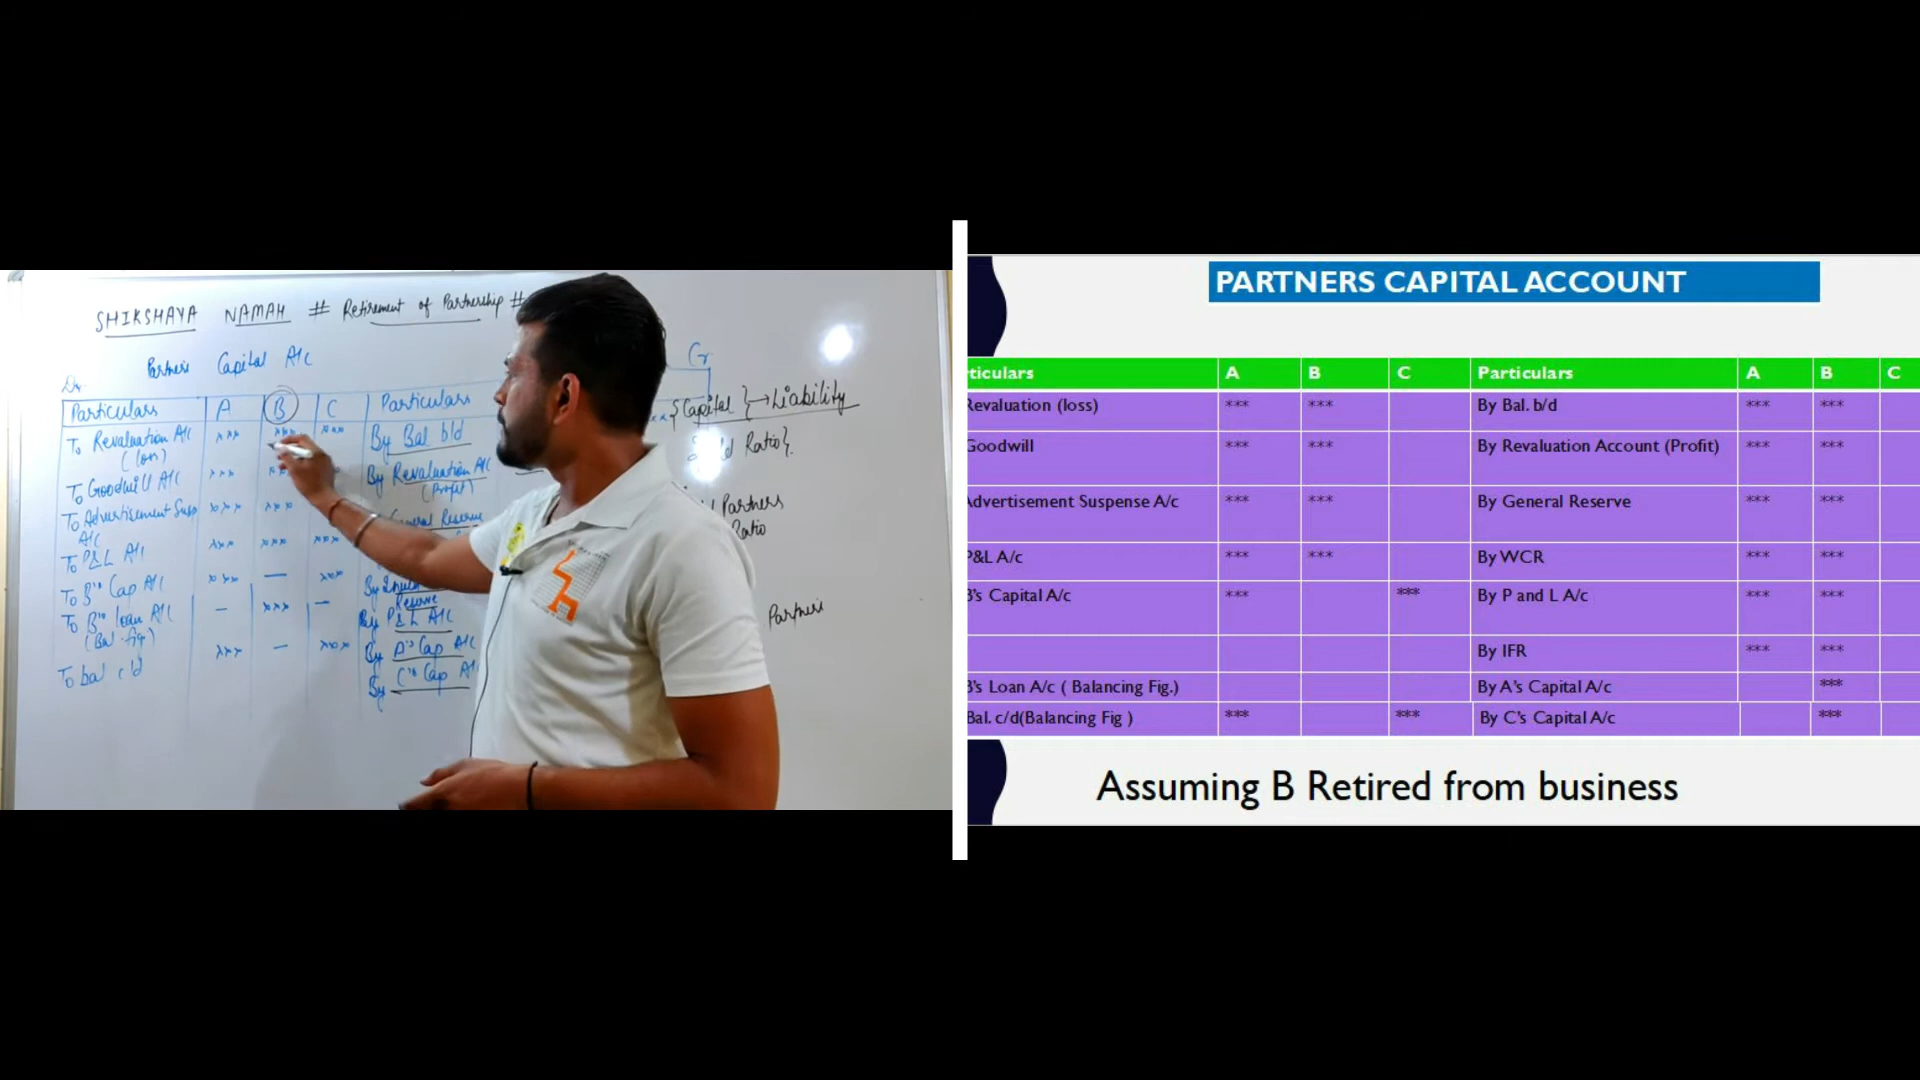 SHIKSHAYA NAMAH # Retirement of Partnership #
Partners Capital A/c
Dr. Cr.
Particulars A B C Particulars
To Revaluation A/c *** *** *** By Bal b/d
(loss)
To Goodwill A/c *** By Revaluation A/c
(Profit)
To Advertisement Susp *** *** General Reserve
A/c
To P&L A/c *** *** ***
To B's Cap A/c *** — ***
Reserve
To B's loan A/c — *** — By P&L A/c
(Bal. fig)
To bal c/d *** — *** By A's Cap A/c
By C's Cap A/c
{Capital } → Liability
Ratio}.
Partners
Ratio
Partners
PARTNERS CAPITAL ACCOUNT
ticulars A B C Particulars A B C
Revaluation (loss) *** *** By Bal. b/d *** ***
Goodwill *** *** By Revaluation Account (Profit) *** ***
Advertisement Suspense A/c *** *** By General Reserve *** ***
P&L A/c *** *** By WCR *** ***
B's Capital A/c *** *** By P and L A/c *** ***
By IFR *** ***
B's Loan A/c ( Balancing Fig.) By A's Capital A/c ***
Bal. c/d(Balancing Fig ) *** *** By C's Capital A/c ***
Assuming B Retired from business